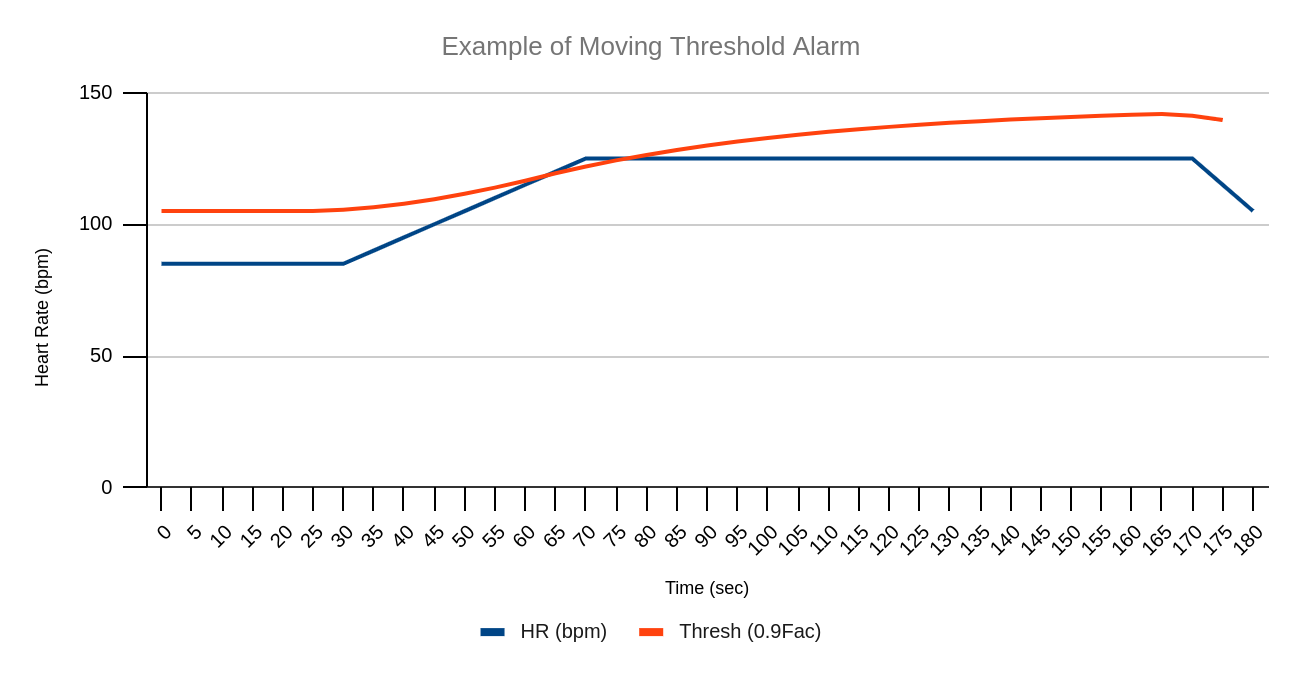 Example of Moving Threshold Alarm
150
100
50
0
Heart Rate (bpm)
0 5 10 15 20 25 30 35 40 45 50 55 60 65 70 75 80 85 90 95 100 105 110 115 120 125 130 135 140 145 150 155 160 165 170 175 180
Time (sec)
HR (bpm) Thresh (0.9Fac)